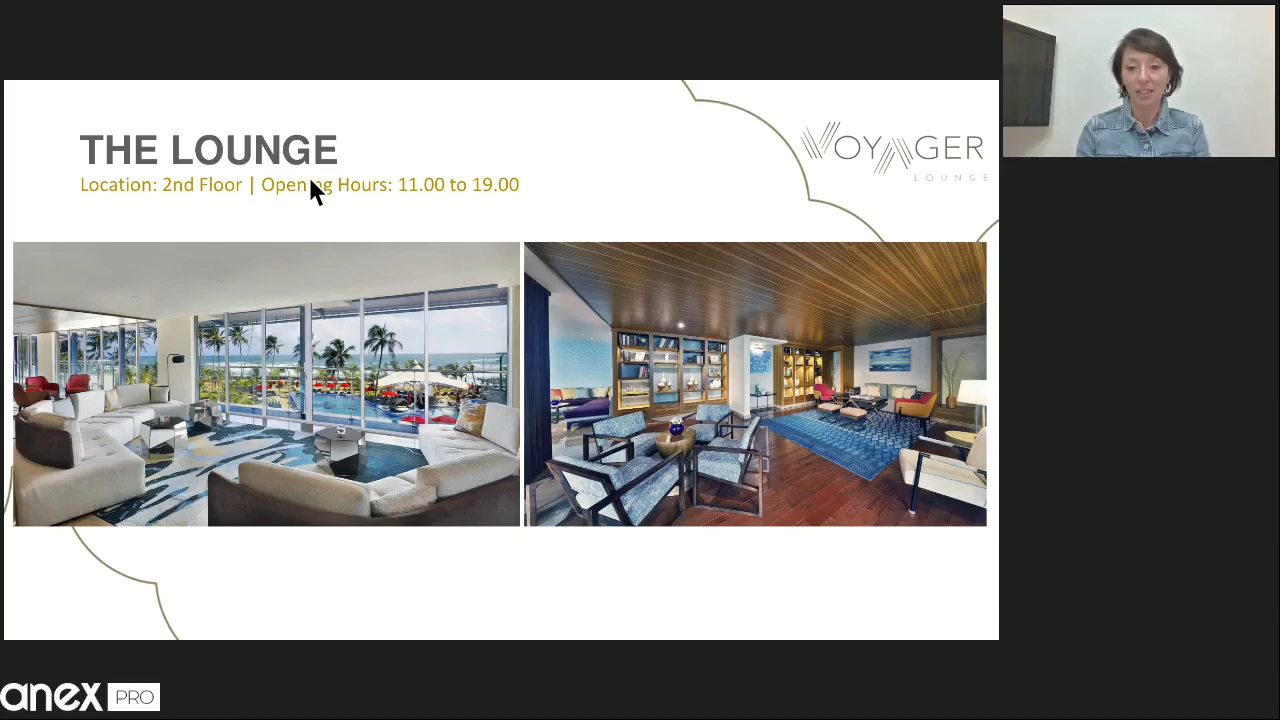 THE LOUNGE
Location: 2nd Floor | Opening Hours: 11.00 to 19.00
VOYAGER
LOUNGE
anex PRO